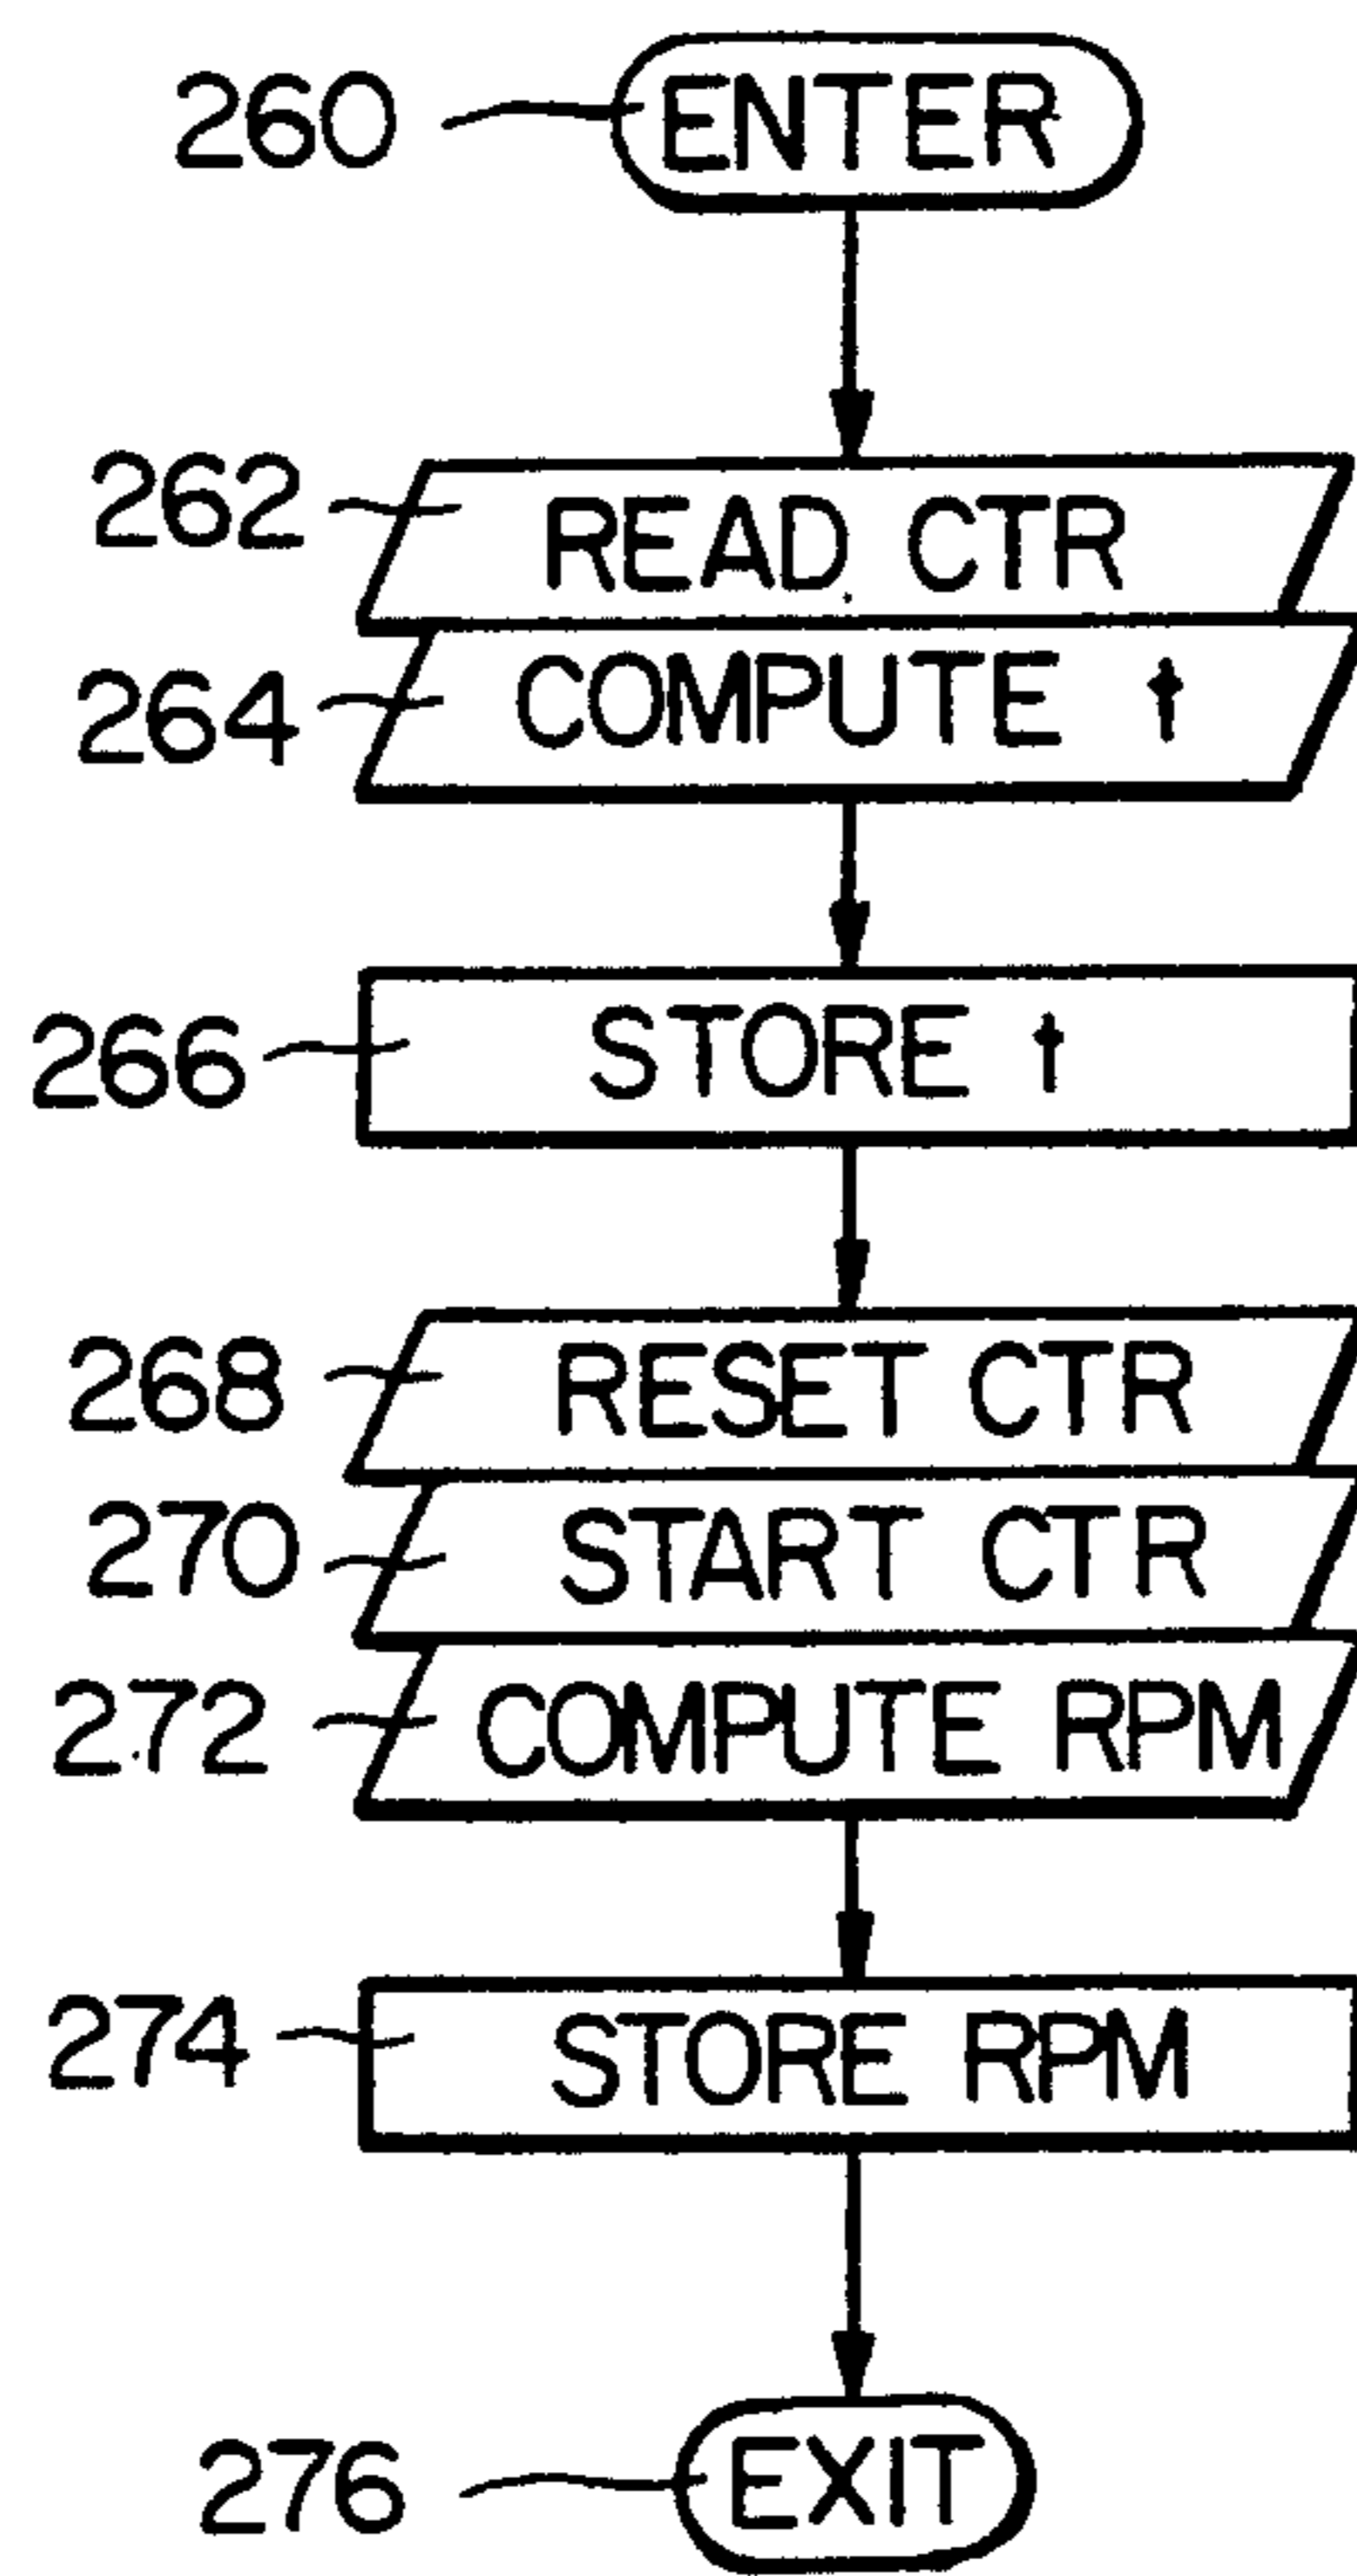 260 ENTER
262 READ CTR
264 COMPUTE t
266 STORE t
268 RESET CTR
270 START CTR
272 COMPUTE RPM
274 STORE RPM
276 EXIT